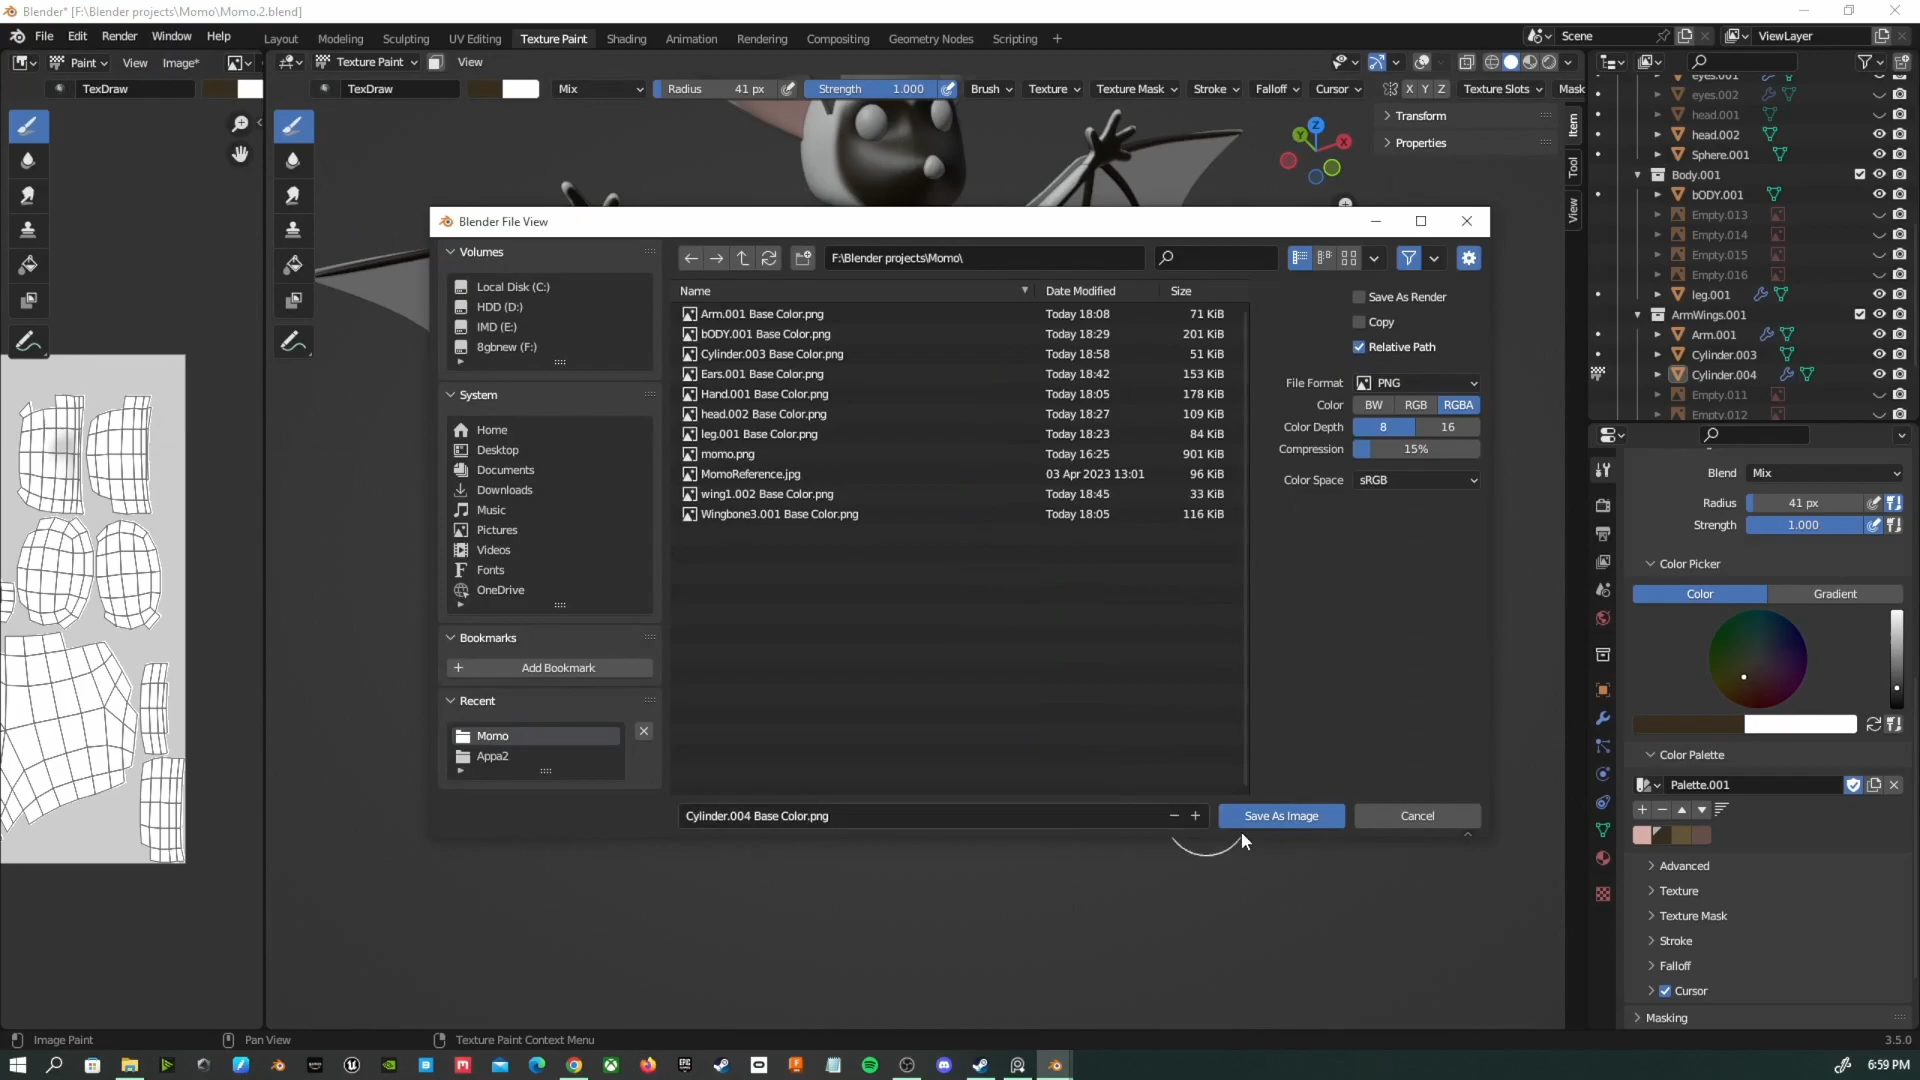 Blender* [F:\Blender projects\Momo\Momo.2.blend]
File Edit Render Window Help Layout Modeling Sculpting UV Editing Texture Paint Shading Animation Rendering Compositing Geometry Nodes Scripting + Scene ViewLayer
Paint View Image* Texture Paint View
TexDraw TexDraw Mix Radius 41 px Strength 1.000 Brush Texture Texture Mask Stroke Falloff Cursor X Y Z Texture Slots Mask
Transform
Properties
Item
Tool
View
Z
Y
X
eyes.001
eyes.002
head.001
head.002
Sphere.001
Body.001
bODY.001
Empty.013
Empty.014
Empty.015
Empty.016
leg.001
ArmWings.001
Arm.001
Cylinder.003
Cylinder.004
Empty.011
Empty.012
Blender File View
Volumes
Local Disk (C:)
HDD (D:)
IMD (E:)
8gbnew (F:)
System
Home
Desktop
Documents
Downloads
Music
Pictures
Videos
Fonts
OneDrive
Bookmarks
Add Bookmark
Recent
Momo
Appa2
F:\Blender projects\Momo\
Name Date Modified Size
Arm.001 Base Color.png Today 18:08 71 KiB
bODY.001 Base Color.png Today 18:29 201 KiB
Cylinder.003 Base Color.png Today 18:58 51 KiB
Ears.001 Base Color.png Today 18:42 153 KiB
Hand.001 Base Color.png Today 18:05 178 KiB
head.002 Base Color.png Today 18:27 109 KiB
leg.001 Base Color.png Today 18:23 84 KiB
momo.png Today 16:25 901 KiB
MomoReference.jpg 03 Apr 2023 13:01 96 KiB
wing1.002 Base Color.png Today 18:45 33 KiB
Wingbone3.001 Base Color.png Today 18:05 116 KiB
Save As Render
Copy
Relative Path
File Format PNG
Color BW RGB RGBA
Color Depth 8 16
Compression 15%
Color Space sRGB
Cylinder.004 Base Color.png Save As Image Cancel
Blend Mix
Radius 41 px
Strength 1.000
Color Picker
Color Gradient
Color Palette
Palette.001
Advanced
Texture
Texture Mask
Stroke
Falloff
Cursor
Masking
Image Paint Pan View Texture Paint Context Menu 3.5.0
6:59 PM